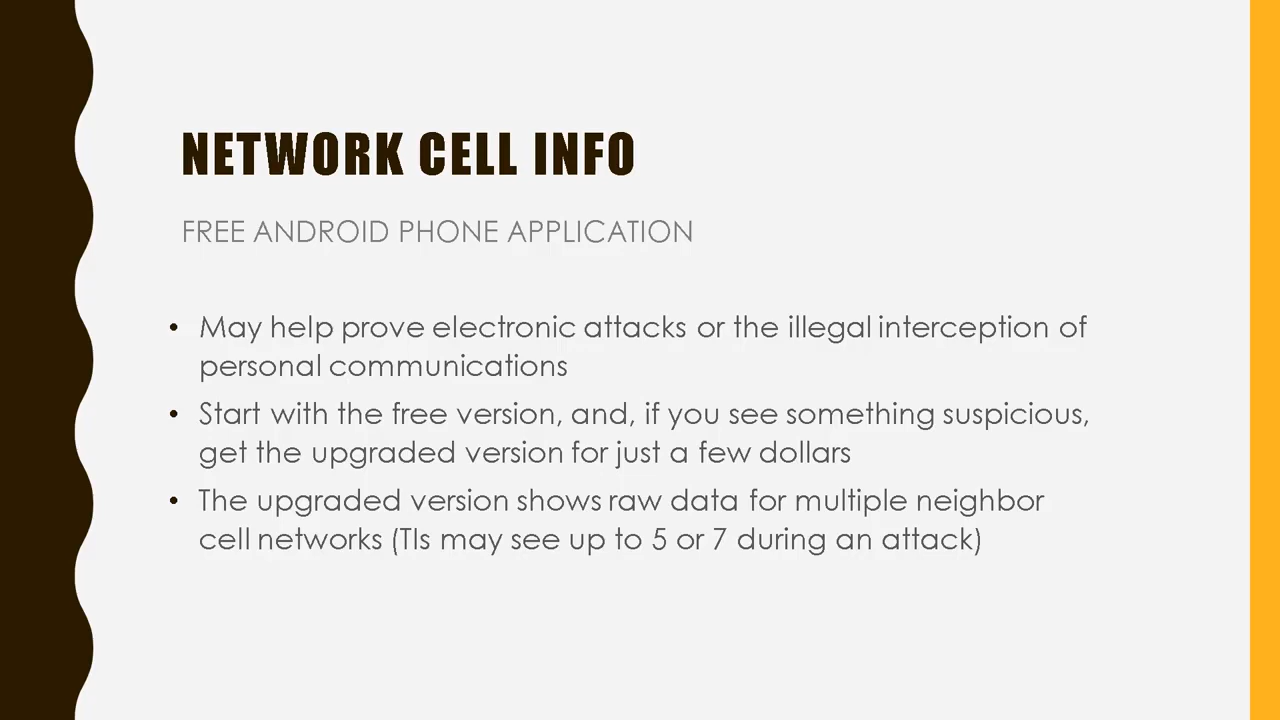 NETWORK CELL INFO
FREE ANDROID PHONE APPLICATION
• May help prove electronic attacks or the illegal interception of
personal communications
• Start with the free version, and, if you see something suspicious,
get the upgraded version for just a few dollars
• The upgraded version shows raw data for multiple neighbor
cell networks (TIs may see up to 5 or 7 during an attack)